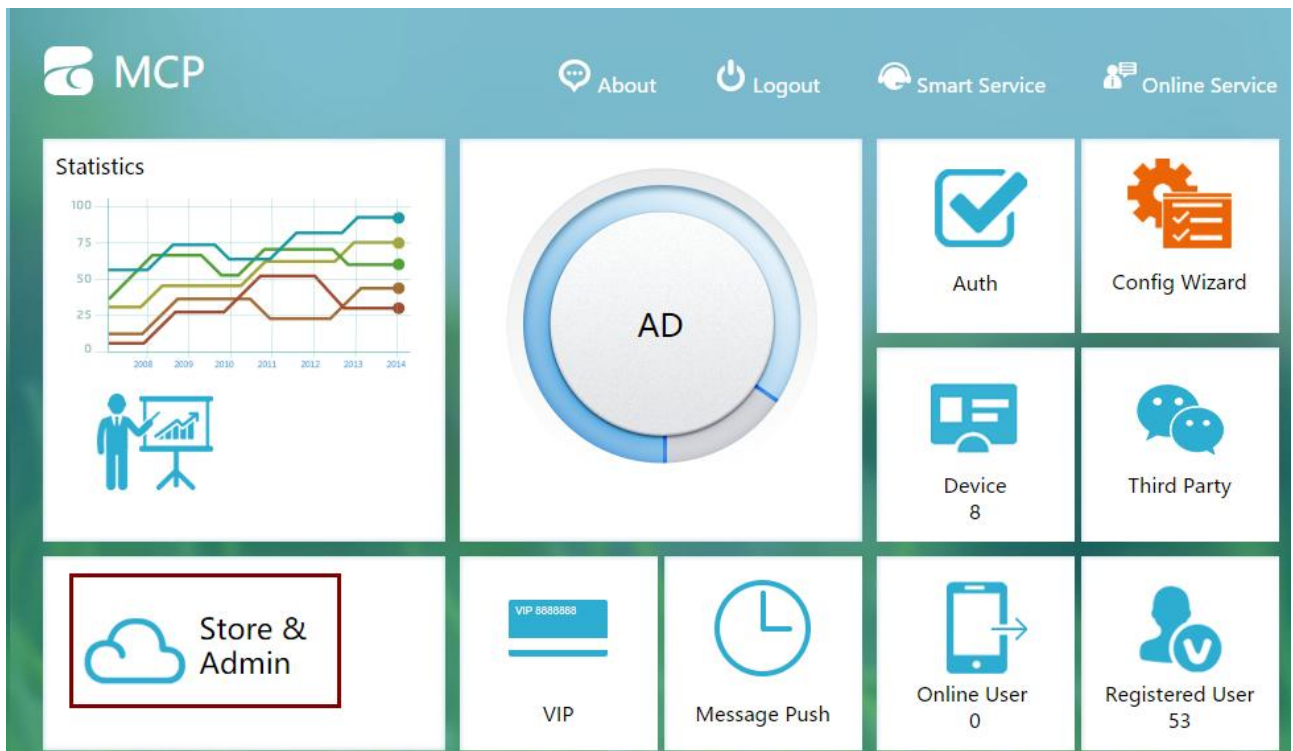 MCP
About
Logout
Smart Service
Online Service
Statistics
100
75
50
25
0
2008 2009 2010 2011 2012 2013 2014
AD
Auth
Config Wizard
Device
8
Third Party
Store &
Admin
VIP 8888888
VIP
Message Push
Online User
0
V
Registered User
53